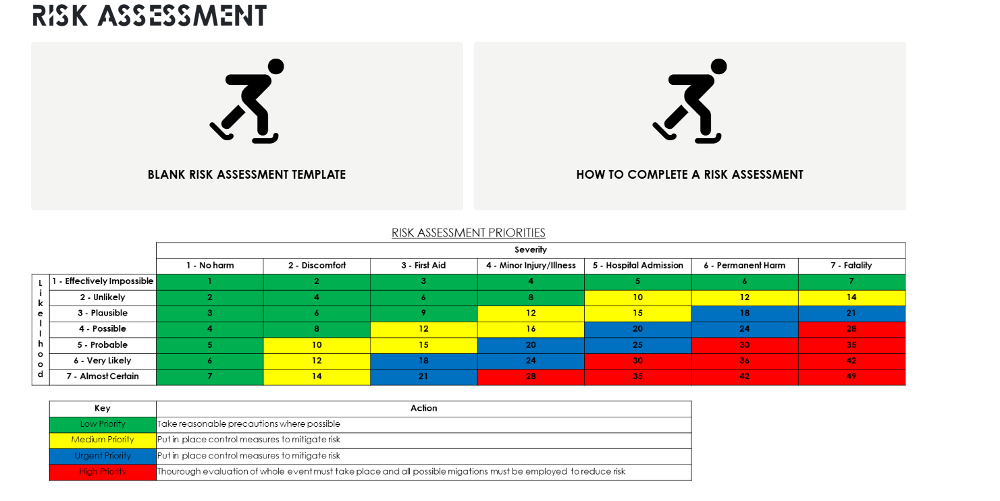 RISK ASSESSMENT
BLANK RISK ASSESSMENT TEMPLATE
HOW TO COMPLETE A RISK ASSESSMENT
RISK ASSESSMENT PRIORITIES
Severity
1 - No harm 2 - Discomfort 3 - First Aid 4 - Minor Injury/Illness 5 - Hospital Admission 6 - Permanent Harm 7 - Fatality
Likelihood
1 - Effectively Impossible 1 2 3 4 5 6 7
2 - Unlikely 2 4 6 8 10 12 14
3 - Plausible 3 6 9 12 15 18 21
4 - Possible 4 8 12 16 20 24 28
5 - Probable 5 10 15 20 25 30 35
6 - Very Likely 6 12 18 24 30 36 42
7 - Almost Certain 7 14 21 28 35 42 49
Key Action
Low Priority Take reasonable precautions where possible
Medium Priority Put in place control measures to mitigate risk
Urgent Priority Put in place control measures to mitigate risk
High Priority Thourough evaluation of whole event must take place and all possible migations must be employed to reduce risk